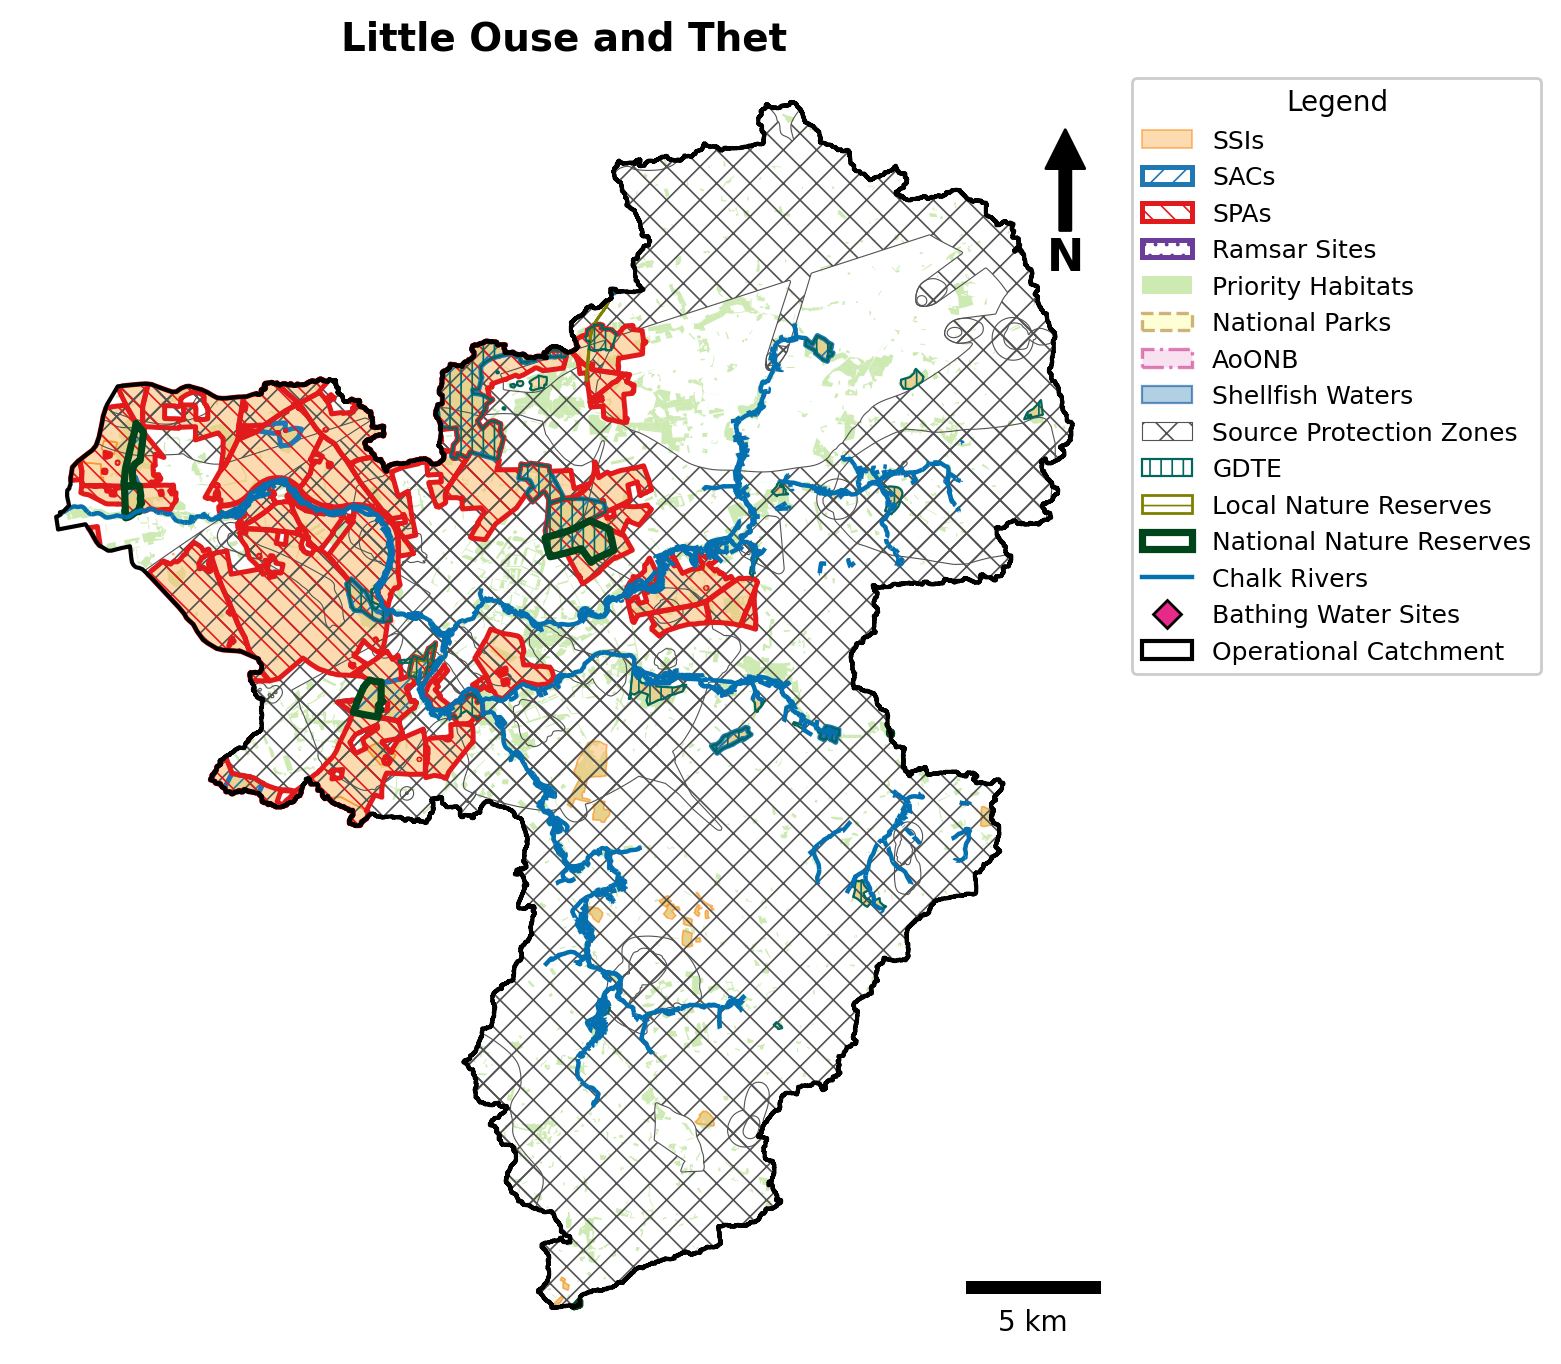 Little Ouse and Thet
Legend
SSIs
SACs
SPAs
Ramsar Sites
Priority Habitats
National Parks
AoONB
Shellfish Waters
Source Protection Zones
GDTE
Local Nature Reserves
National Nature Reserves
Chalk Rivers
Bathing Water Sites
Operational Catchment
N
5 km